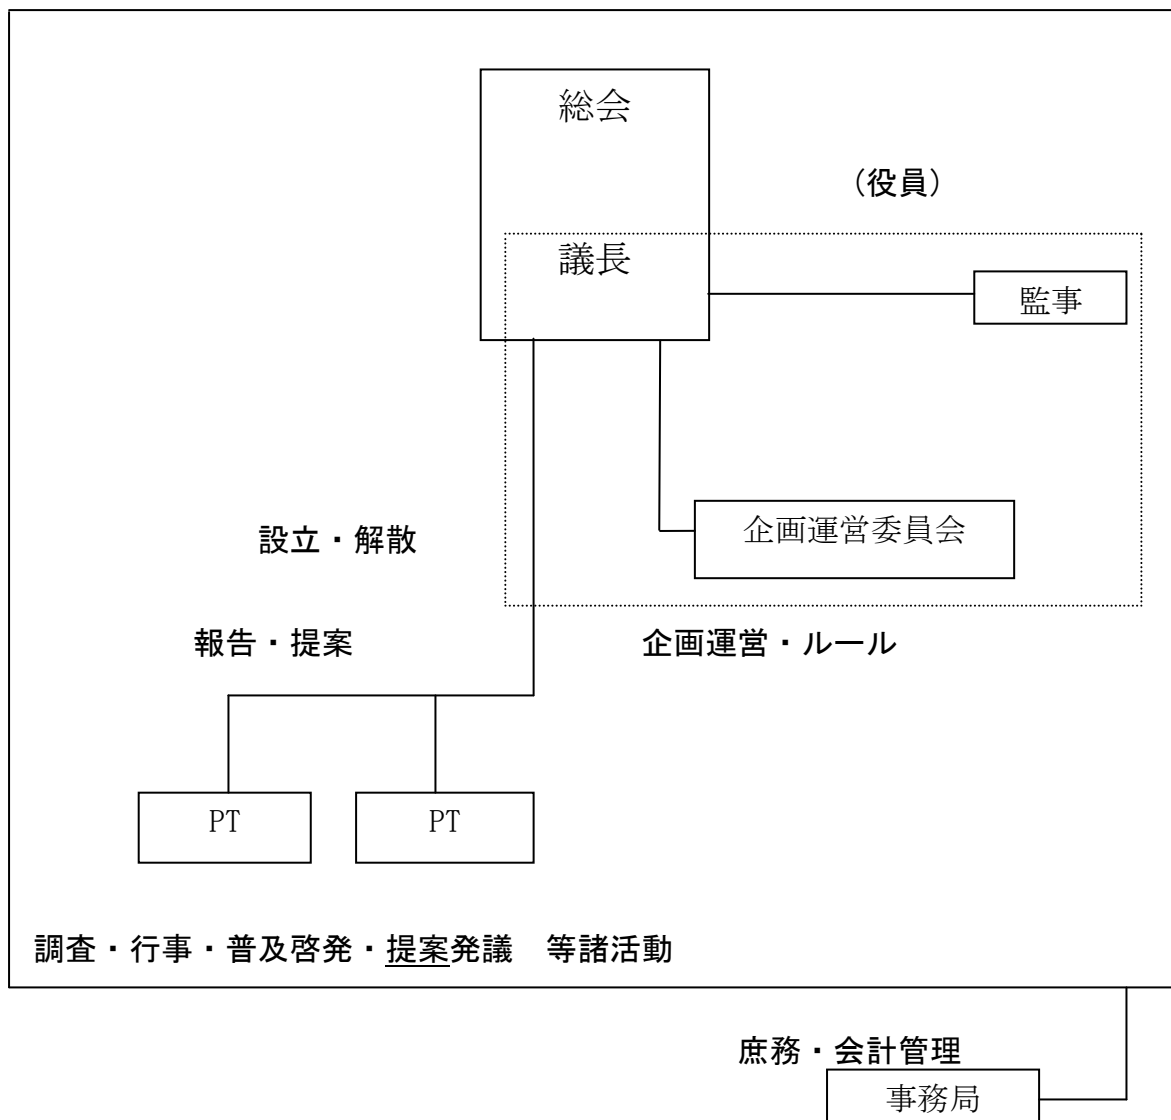 総会
(役員)
議長
監事
企画運営委員会
設立・解散
報告・提案
企画運営・ルール
PT
PT
調査・行事・普及啓発・提案発議　等諸活動
庶務・会計管理
事務局